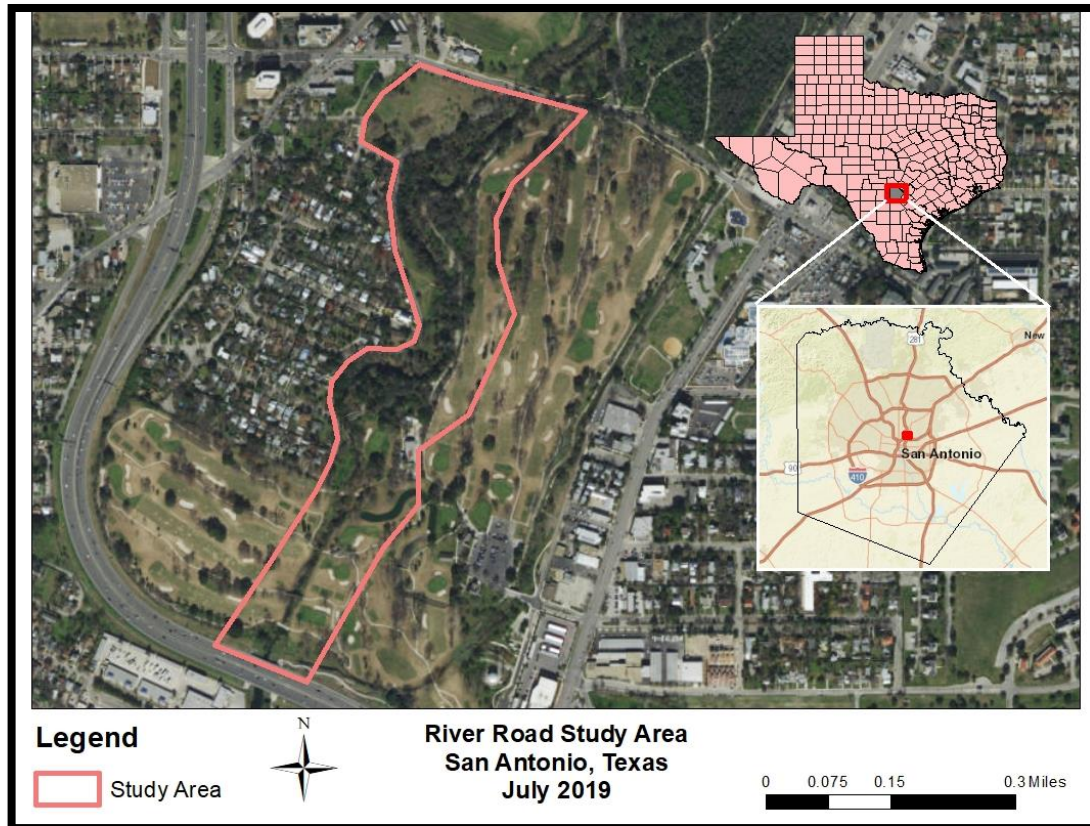 281
New
San Antonio
90
410
Legend
Study Area
N
River Road Study Area
San Antonio, Texas
July 2019
0 0.075 0.15 0.3 Miles